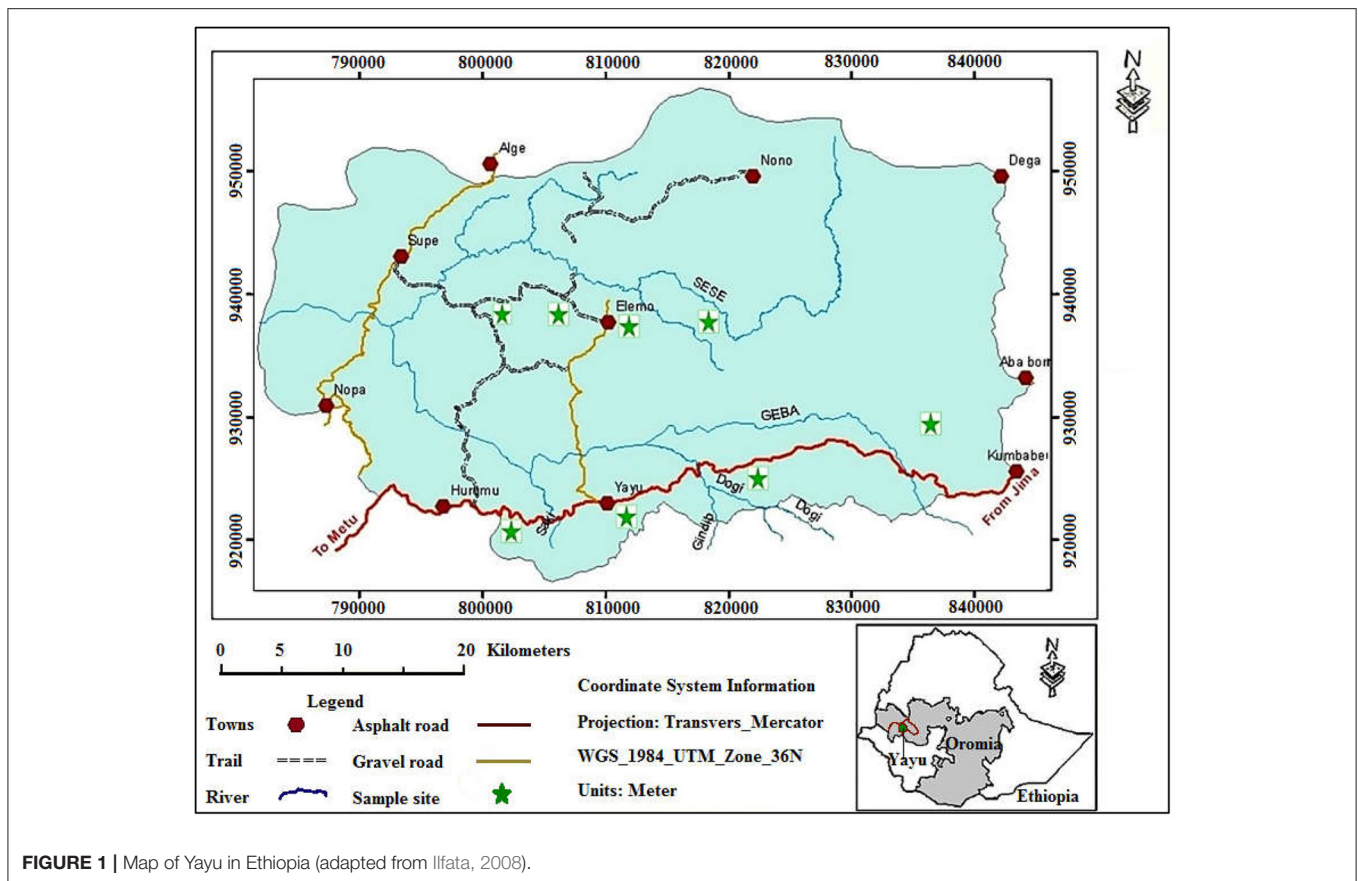 790000 800000 810000 820000 830000 840000
N
950000 950000
940000 940000
930000 930000
920000 920000
Alge
Nono
Dega
Supe
SESE
Elemo
Aba bor
Nopa
GEBA
Kumbabe
Hurumu
Yayu
Dogi
Dogi
Gindib
From Jima
To Metu
790000 800000 810000 820000 830000 840000
0 5 10 20 Kilometers
Legend
Towns Asphalt road
Trail Gravel road
River Sample site
Coordinate System Information
Projection: Transvers_Mercator
WGS_1984_UTM_Zone_36N
Units: Meter
N
Oromia
Yayu
Ethiopia
FIGURE 1 | Map of Yayu in Ethiopia (adapted from Ilfata, 2008).